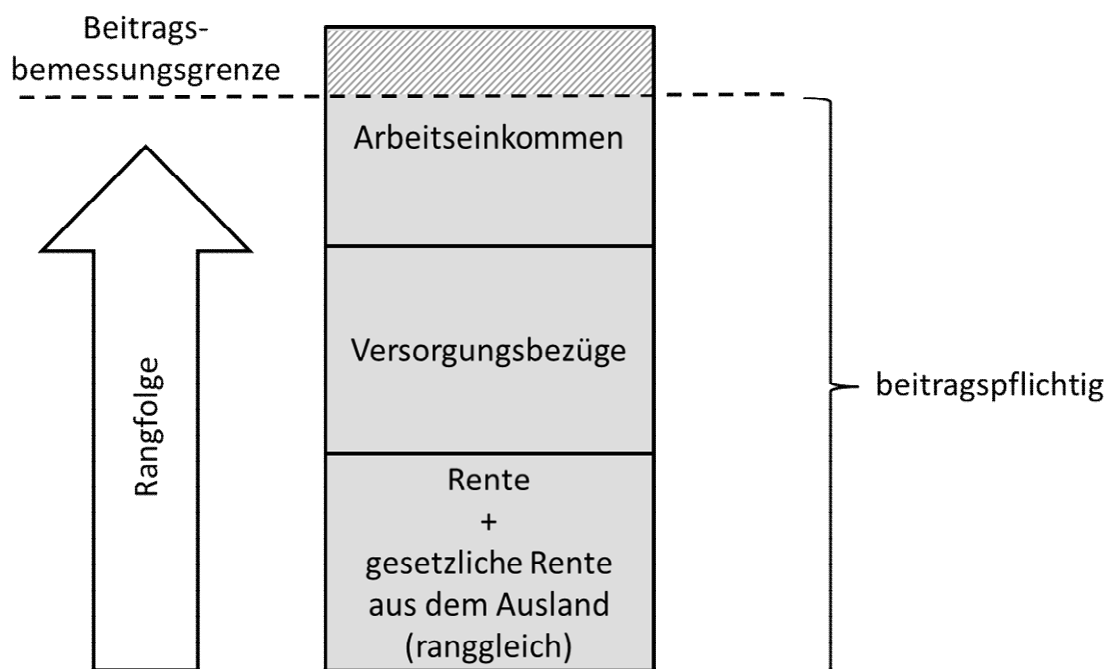 Beitrags-
bemessungsgrenze
Arbeitseinkommen
Versorgungsbezüge
Rangfolge
beitragspflichtig
Rente
+
gesetzliche Rente
aus dem Ausland
(ranggleich)